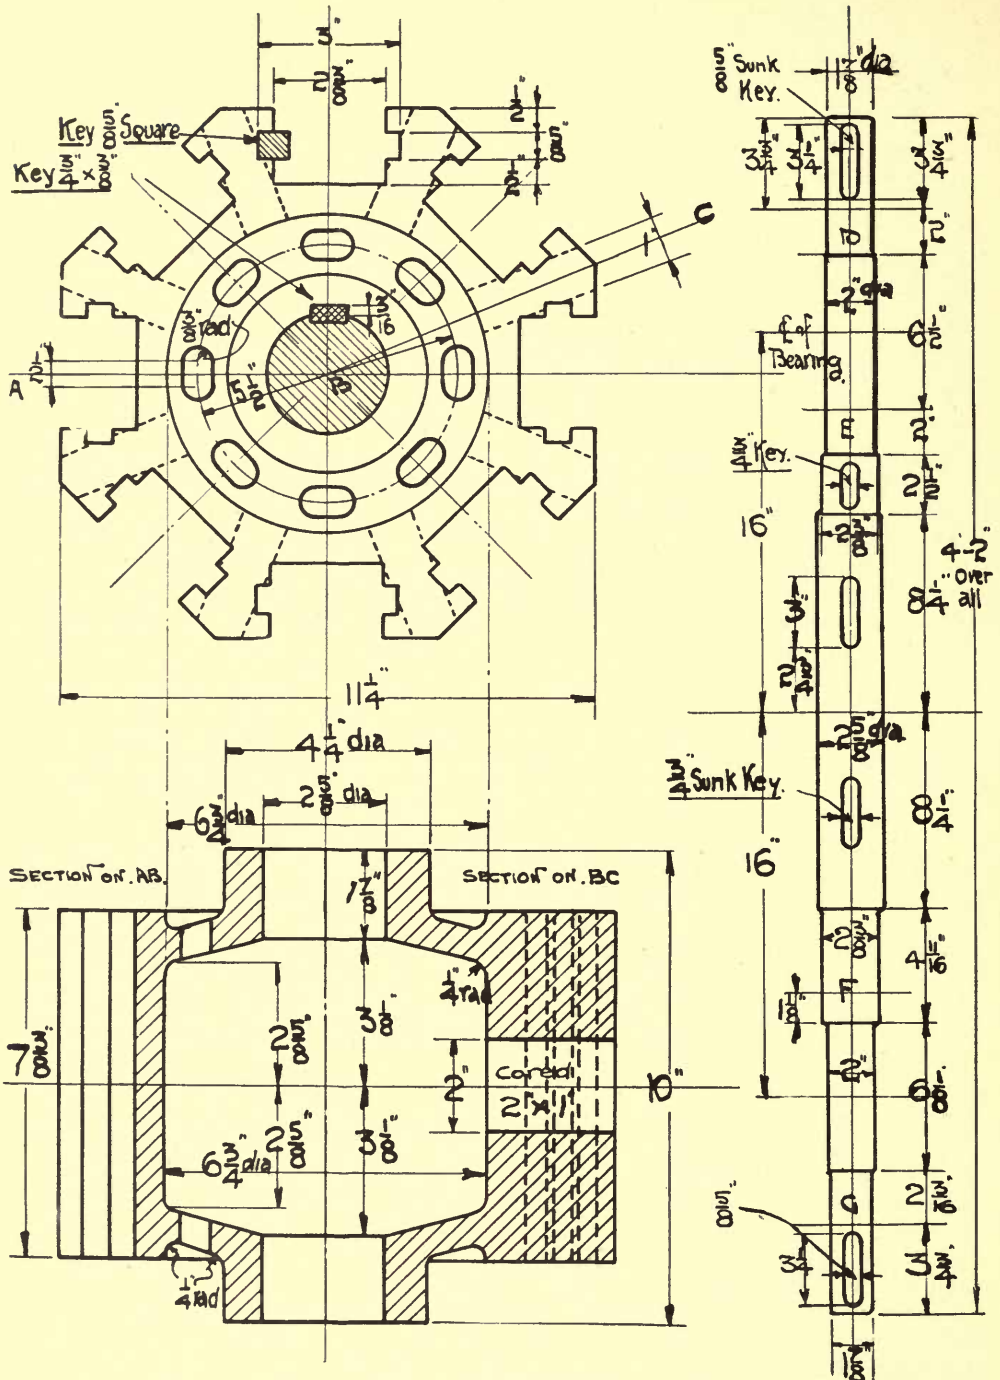 3"
2 3/8"
1/2"
5/8"
1/2"
Key 5/8" Square
Key 3/4" × 3/8"
C
1"
3/16"
3/8" rad
1/2"
A
B
5 1/2"
11 1/4"
4 1/4" dia
2 5/8" dia
6 3/4" dia
SECTION ON. AB.
SECTION ON. BC
1 7/8"
1/4" rad
7 3/8"
2 5/8"
3 1/8"
2"
Cored
2" × 1"
10"
2 5/8"
3 1/8"
6 3/4" dia
1/4" rad
5/8" Sunk
Key.
1 7/8" dia
3 3/4"
3 1/4"
3 3/4"
D
2"
2" dia
6 1/2"
₵ of
Bearing.
E
2"
3/4" Key.
2 1/2"
16"
2 3/8"
4'-2"
Over
all
8 1/4"
3"
2 3/4"
2 5/8" dia
3/4" Sunk Key.
8 1/4"
16"
2 3/8"
4 11/16"
F
2"
6 1/8"
G
5/8"
3 1/4"
3 3/4"
1 7/8"